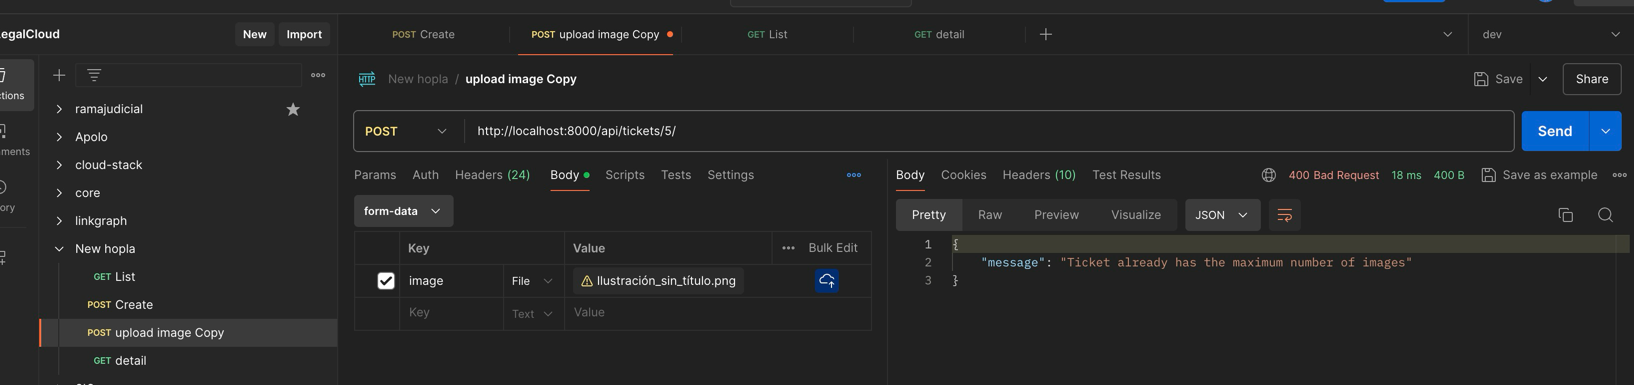 egalCloud
New
Import
POST Create
POST upload image Copy
GET List
GET detail
dev
HTTP
New hopla / upload image Copy
Save
Share
ctions
ramajudicial
Apolo
POST
http://localhost:8000/api/tickets/5/
Send
ments
cloud-stack
Params
Auth
Headers (24)
Body
Scripts
Tests
Settings
Body
Cookies
Headers (10)
Test Results
400 Bad Request
18 ms
400 B
Save as example
core
ory
linkgraph
form-data
Pretty
Raw
Preview
Visualize
JSON
New hopla
Key
Value
Bulk Edit
1 {
GET List
image
File
Ilustración_sin_título.png
2 "message": "Ticket already has the maximum number of images"
3 }
POST Create
Key
Text
Value
POST upload image Copy
GET detail